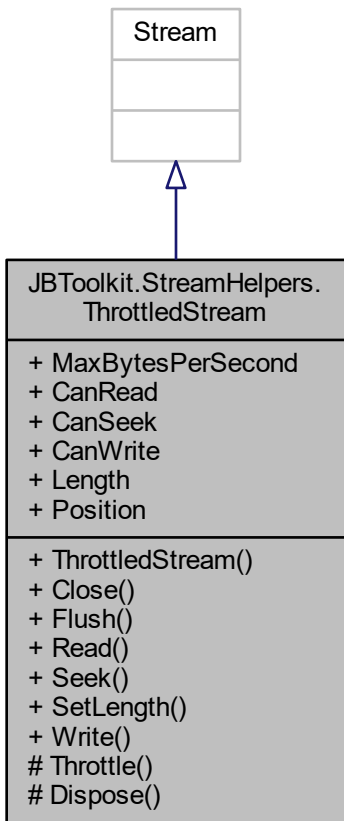 Stream
JBToolkit.StreamHelpers.
ThrottledStream
+ MaxBytesPerSecond
+ CanRead
+ CanSeek
+ CanWrite
+ Length
+ Position
+ ThrottledStream()
+ Close()
+ Flush()
+ Read()
+ Seek()
+ SetLength()
+ Write()
# Throttle()
# Dispose()